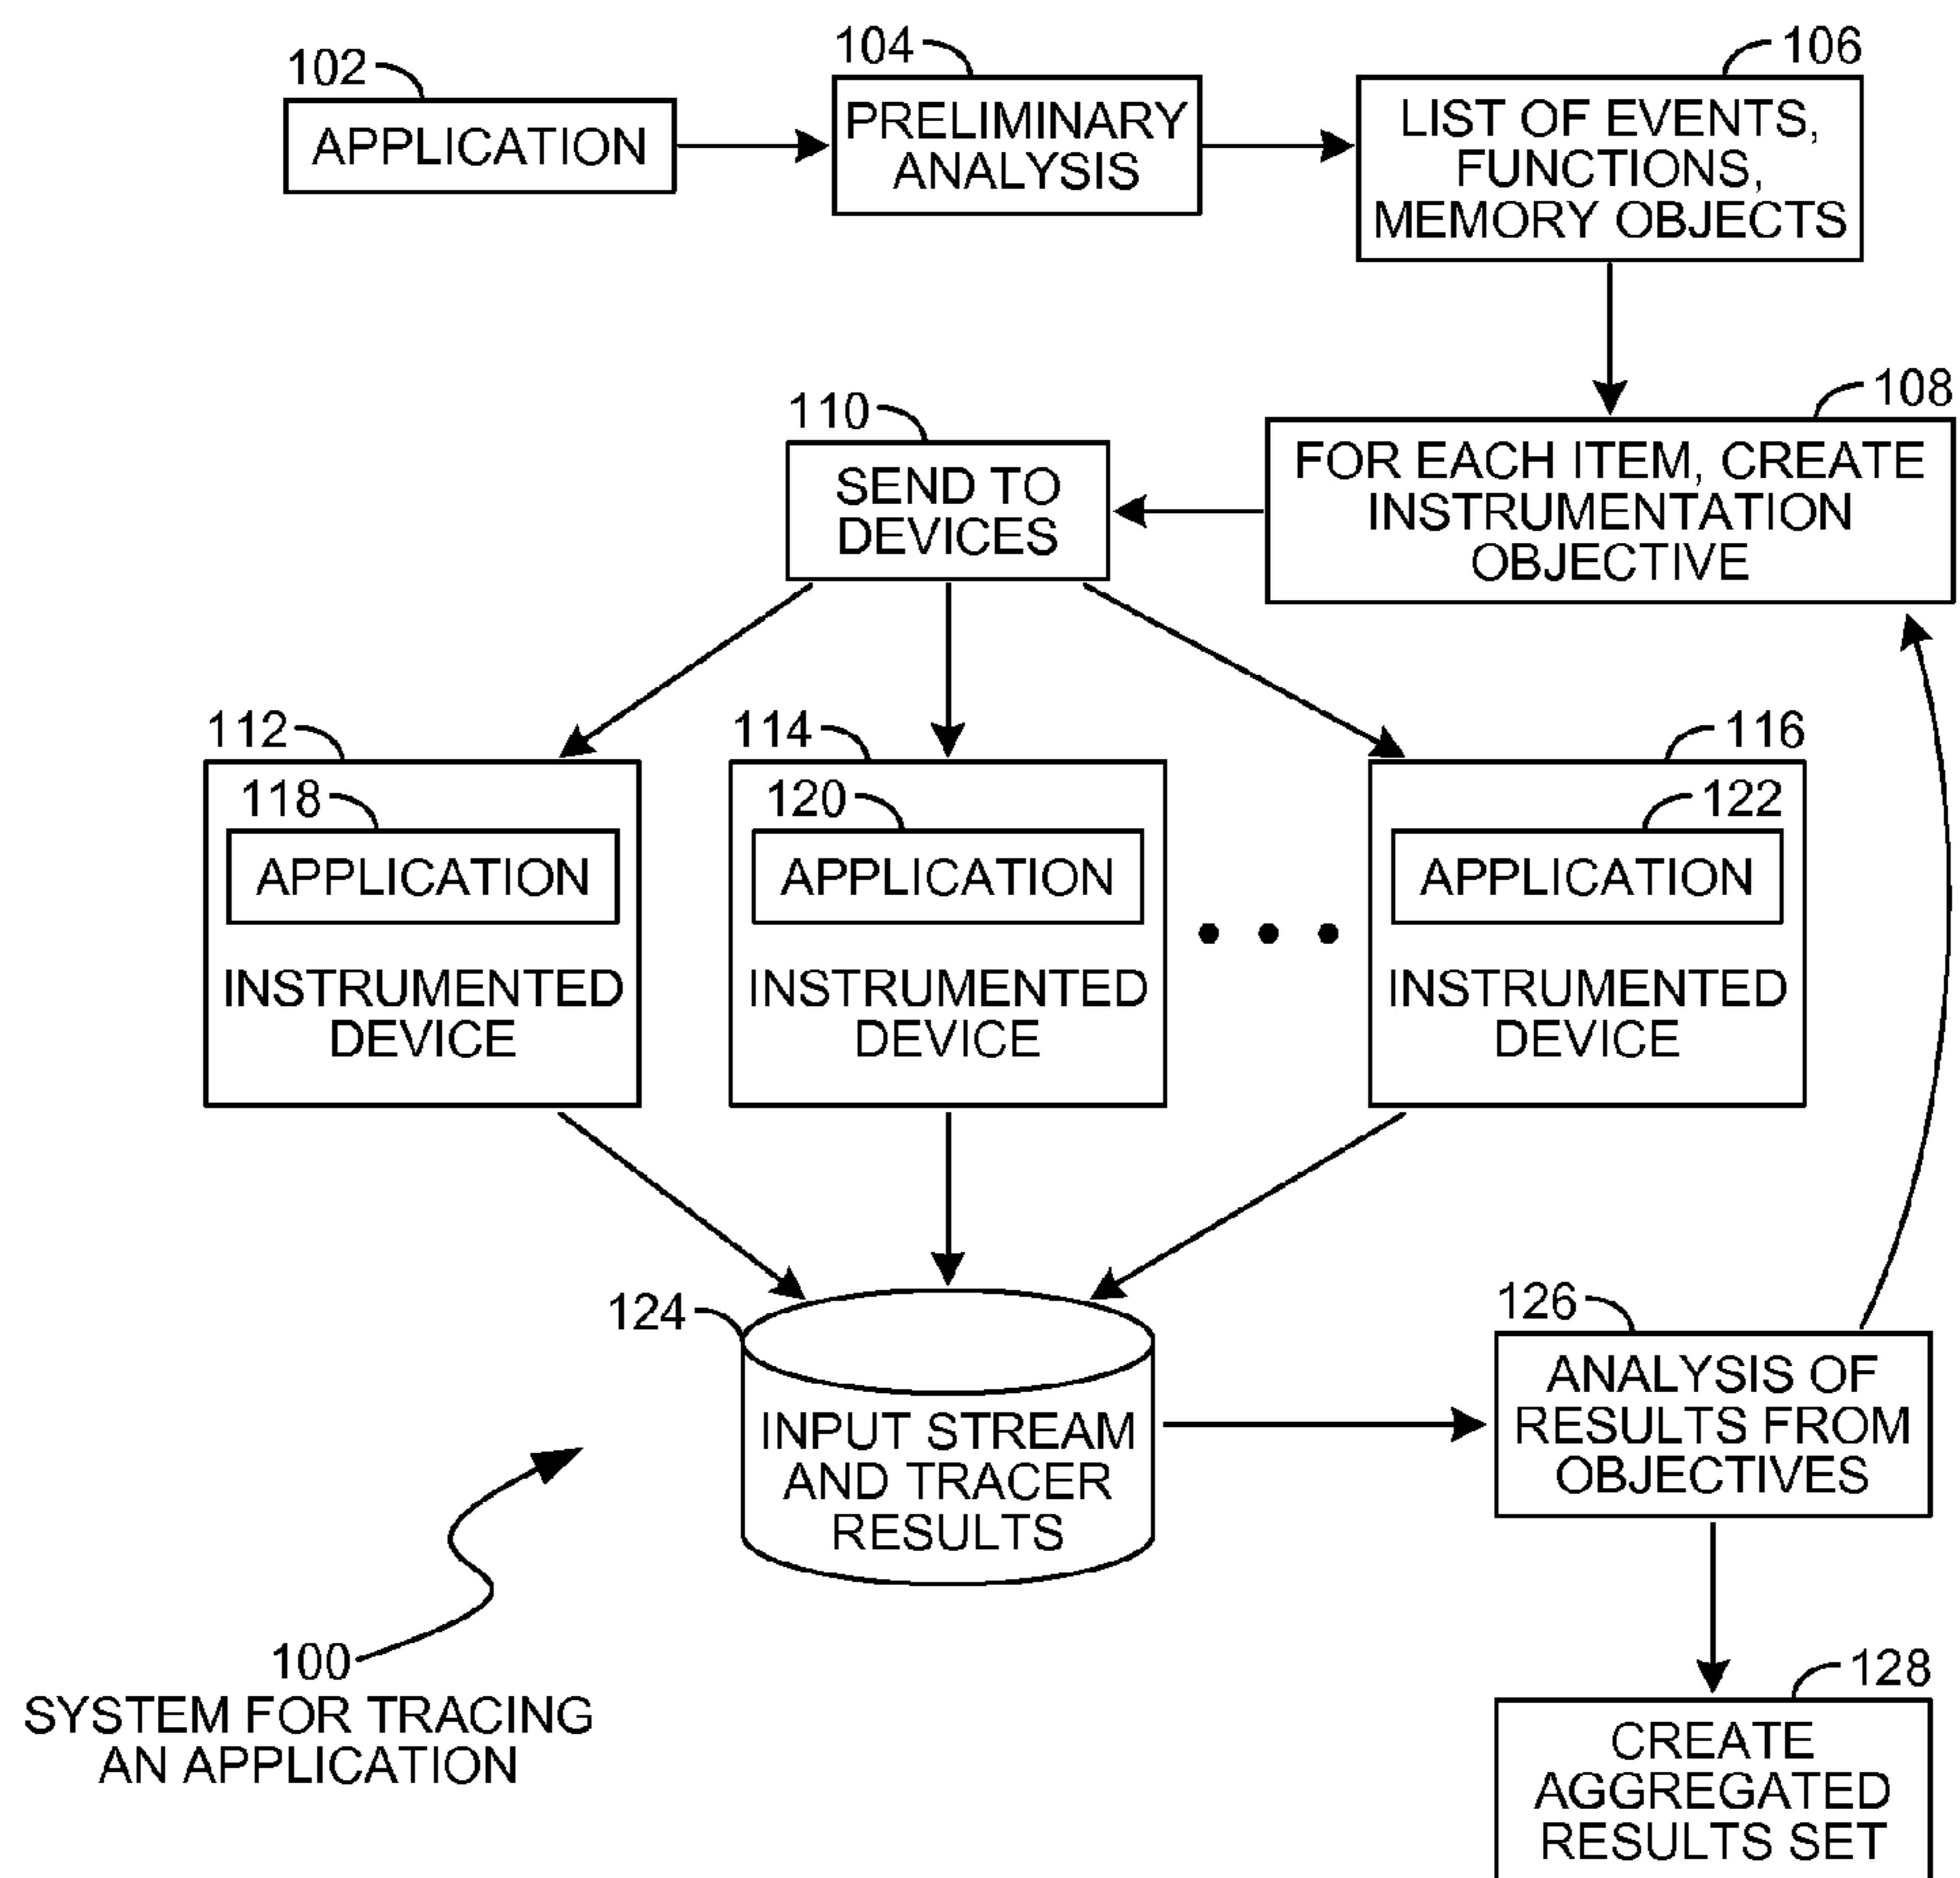 102
APPLICATION
104
PRELIMINARY
ANALYSIS
106
LIST OF EVENTS,
FUNCTIONS,
MEMORY OBJECTS
108
FOR EACH ITEM, CREATE
INSTRUMENTATION
OBJECTIVE
110
SEND TO
DEVICES
112
118
APPLICATION
INSTRUMENTED
DEVICE
114
120
APPLICATION
INSTRUMENTED
DEVICE
116
122
APPLICATION
INSTRUMENTED
DEVICE
124
INPUT STREAM
AND TRACER
RESULTS
126
ANALYSIS OF
RESULTS FROM
OBJECTIVES
128
CREATE
AGGREGATED
RESULTS SET
100
SYSTEM FOR TRACING
AN APPLICATION